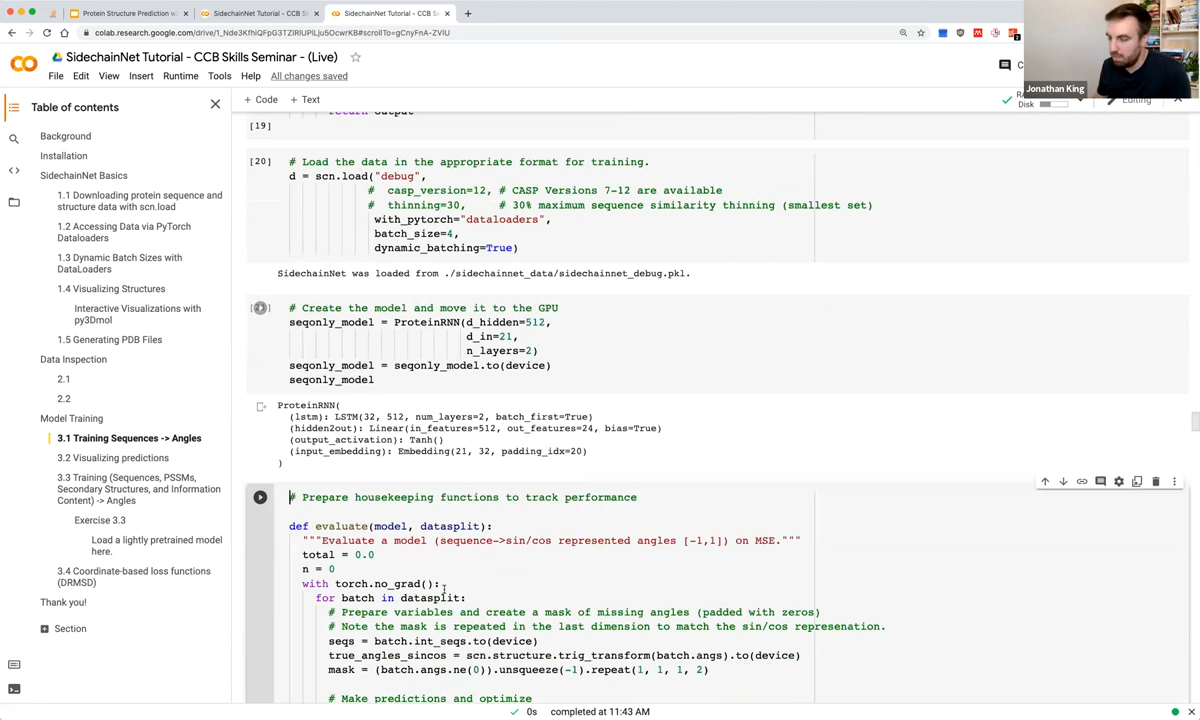 Protein Structure Prediction wi
SidechainNet Tutorial - CCB Sk
SidechainNet Tutorial - CCB Sk
colab.research.google.com/drive/1_Nde3KfhiQFpG3TZlRlUPlLju5OcwrKB#scrollTo=gCnyFnA-ZVIU
SidechainNet Tutorial - CCB Skills Seminar - (Live)
File Edit View Insert Runtime Tools Help All changes saved
Jonathan King
Table of contents
+ Code + Text
Disk
Editing
Background
Installation
SidechainNet Basics
1.1 Downloading protein sequence and
structure data with scn.load
1.2 Accessing Data via PyTorch
Dataloaders
1.3 Dynamic Batch Sizes with
DataLoaders
1.4 Visualizing Structures
Interactive Visualizations with
py3Dmol
1.5 Generating PDB Files
Data Inspection
2.1
2.2
Model Training
3.1 Training Sequences -> Angles
3.2 Visualizing predictions
3.3 Training (Sequences, PSSMs,
Secondary Structures, and Information
Content) -> Angles
Exercise 3.3
Load a lightly pretrained model
here.
3.4 Coordinate-based loss functions
(DRMSD)
Thank you!
Section
return output
[19]
[20] # Load the data in the appropriate format for training.
d = scn.load("debug",
# casp_version=12, # CASP Versions 7-12 are available
# thinning=30, # 30% maximum sequence similarity thinning (smallest set)
with_pytorch="dataloaders",
batch_size=4,
dynamic_batching=True)
SidechainNet was loaded from ./sidechainnet_data/sidechainnet_debug.pkl.
# Create the model and move it to the GPU
seqonly_model = ProteinRNN(d_hidden=512,
d_in=21,
n_layers=2)
seqonly_model = seqonly_model.to(device)
seqonly_model
ProteinRNN(
(lstm): LSTM(32, 512, num_layers=2, batch_first=True)
(hidden2out): Linear(in_features=512, out_features=24, bias=True)
(output_activation): Tanh()
(input_embedding): Embedding(21, 32, padding_idx=20)
)
# Prepare housekeeping functions to track performance
def evaluate(model, datasplit):
"""Evaluate a model (sequence->sin/cos represented angles [-1,1]) on MSE."""
total = 0.0
n = 0
with torch.no_grad():
for batch in datasplit:
# Prepare variables and create a mask of missing angles (padded with zeros)
# Note the mask is repeated in the last dimension to match the sin/cos represenation.
seqs = batch.int_seqs.to(device)
true_angles_sincos = scn.structure.trig_transform(batch.angs).to(device)
mask = (batch.angs.ne(0)).unsqueeze(-1).repeat(1, 1, 1, 2)
# Make predictions and optimize
0s completed at 11:43 AM